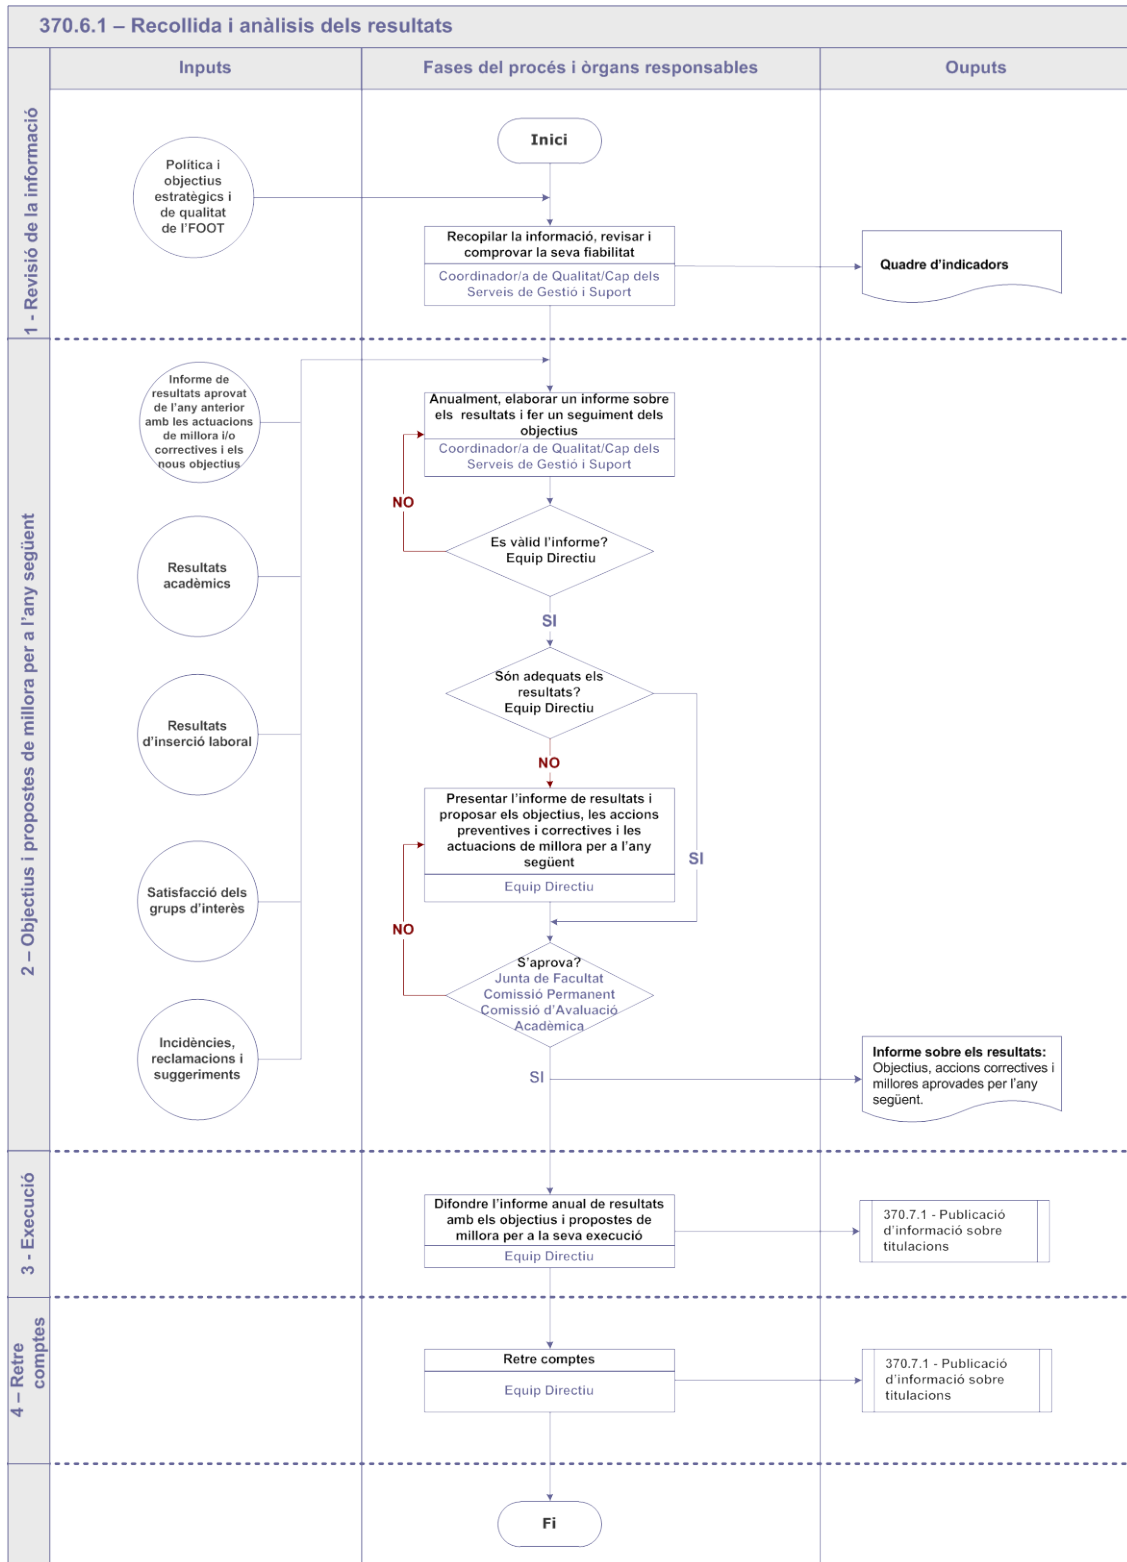 370.6.1 – Recollida i anàlisis dels resultats
Inputs
Fases del procés i òrgans responsables
Ouputs
1 - Revisió de la informació
Inici
Política i
objectius
estratègics i
de qualitat
de l’FOOT
Recopilar la informació, revisar i
comprovar la seva fiabilitat
Coordinador/a de Qualitat/Cap dels
Serveis de Gestió i Suport
Quadre d’indicadors
2 – Objectius i propostes de millora per a l’any següent
Informe de
resultats aprovat
de l’any anterior
amb les actuacions
de millora i/o
correctives i els
nous objectius
Anualment, elaborar un informe sobre
els resultats i fer un seguiment dels
objectius
Coordinador/a de Qualitat/Cap dels
Serveis de Gestió i Suport
NO
Es vàlid l’informe?
Equip Directiu
Resultats
acadèmics
SI
Són adequats els
resultats?
Equip Directiu
Resultats
d’inserció laboral
NO
Presentar l’informe de resultats i
proposar els objectius, les accions
preventives i correctives i les
actuacions de millora per a l’any
següent
Equip Directiu
SI
Satisfacció dels
grups d’interès
NO
S’aprova?
Junta de Facultat
Comissió Permanent
Comissió d’Avaluació
Acadèmica
Incidències,
reclamacions i
suggeriments
SI
Informe sobre els resultats:
Objectius, accions correctives i
millores aprovades per l’any
següent.
3 - Execució
Difondre l’informe anual de resultats
amb els objectius i propostes de
millora per a la seva execució
Equip Directiu
370.7.1 - Publicació
d’informació sobre
titulacions
4 – Retre
comptes
Retre comptes
Equip Directiu
370.7.1 - Publicació
d’informació sobre
titulacions
Fi